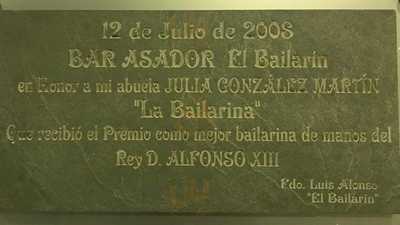 12 de Julio de 2008
BAR ASADOR El Bailarín
en Honor a mi abuela JULIA GONZÁLEZ MARTÍN
"La Bailarina"
Que recibió el Premio como mejor bailarina de manos del
Rey D. ALFONSO XIII
Fdo. Luis Alonso
"El Bailarín"